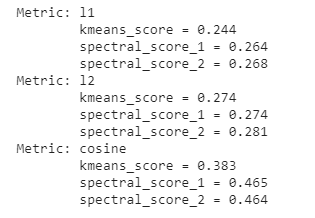 Metric: l1
kmeans_score = 0.244
spectral_score_1 = 0.264
spectral_score_2 = 0.268
Metric: l2
kmeans_score = 0.274
spectral_score_1 = 0.274
spectral_score_2 = 0.281
Metric: cosine
kmeans_score = 0.383
spectral_score_1 = 0.465
spectral_score_2 = 0.464